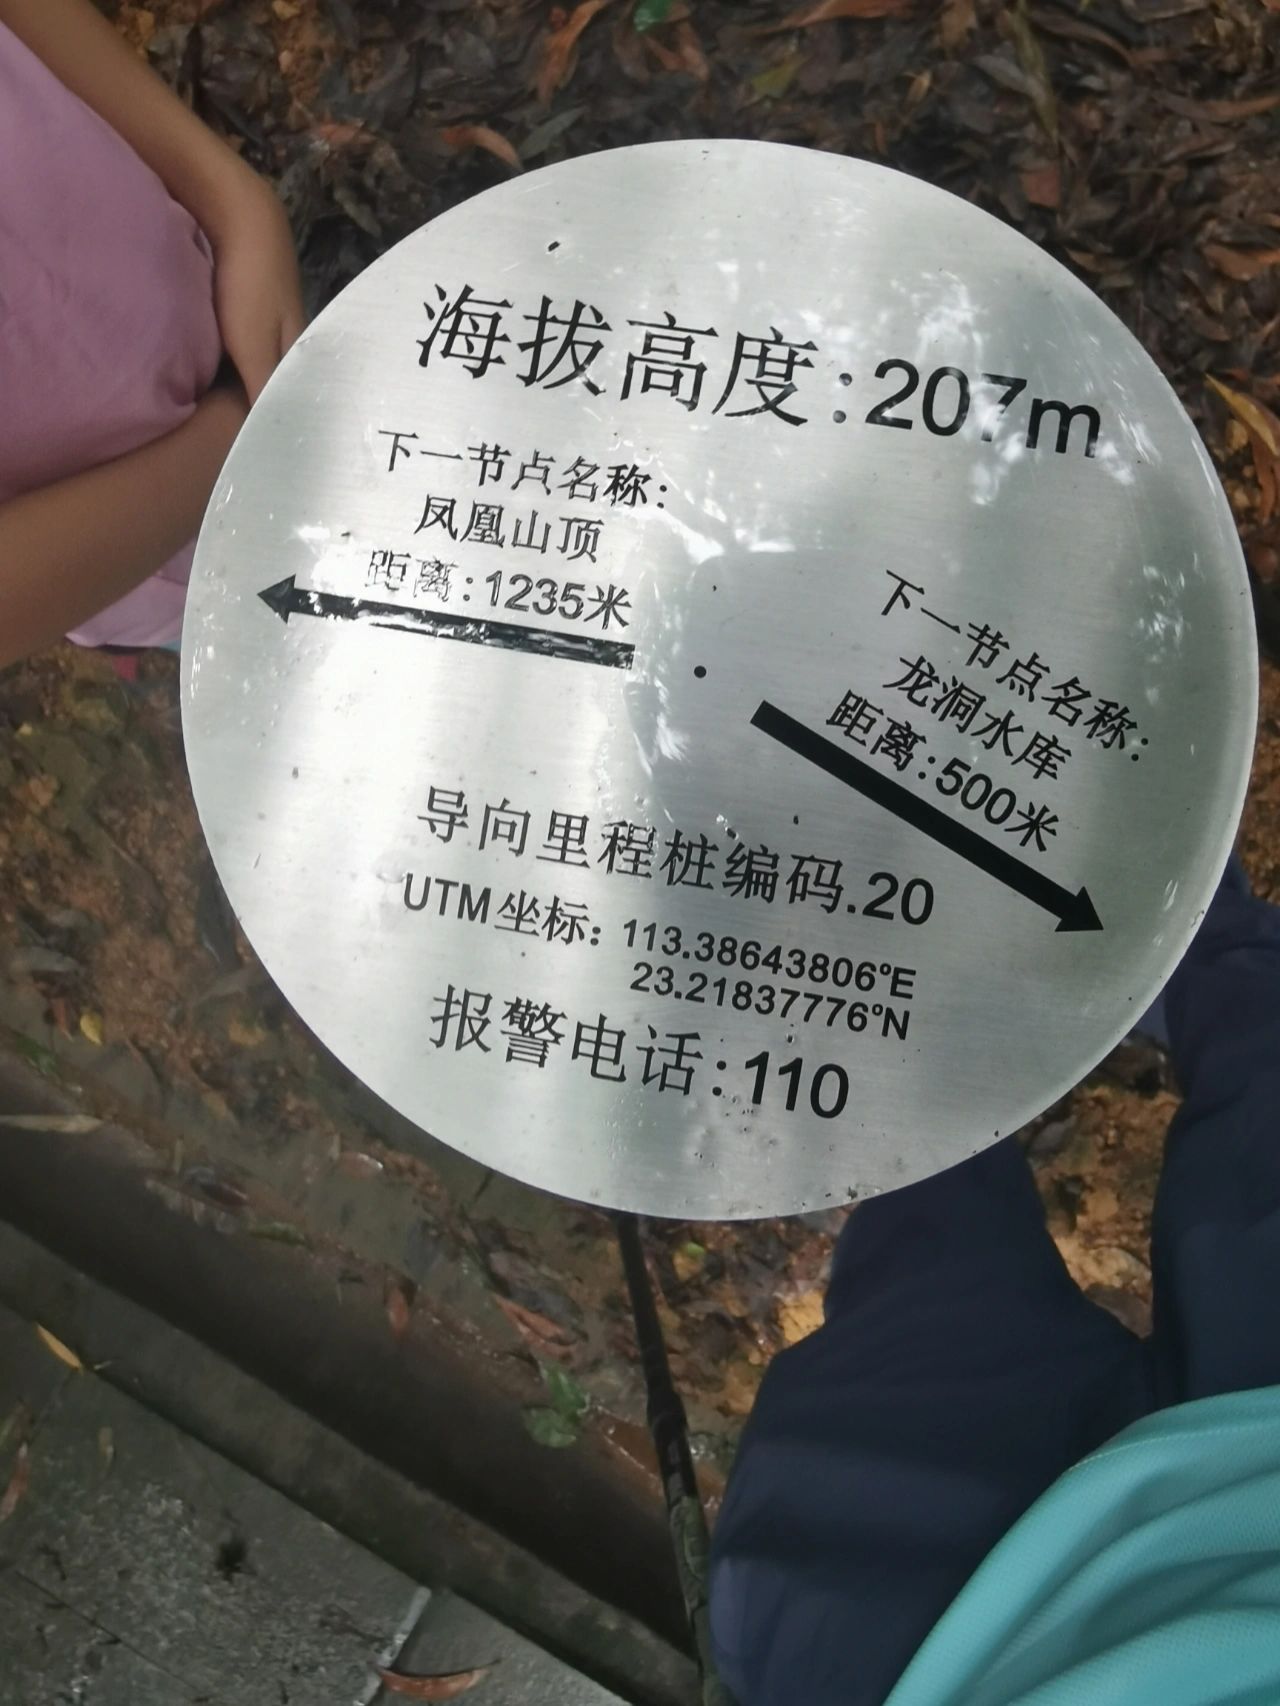 海拔高度:207m
下一节点名称:
凤凰山顶
距离:1235米
下一节点名称:
龙洞水库
距离:500米
导向里程桩编码.20
UTM坐标: 113.38643806°E
23.21837776°N
报警电话:110